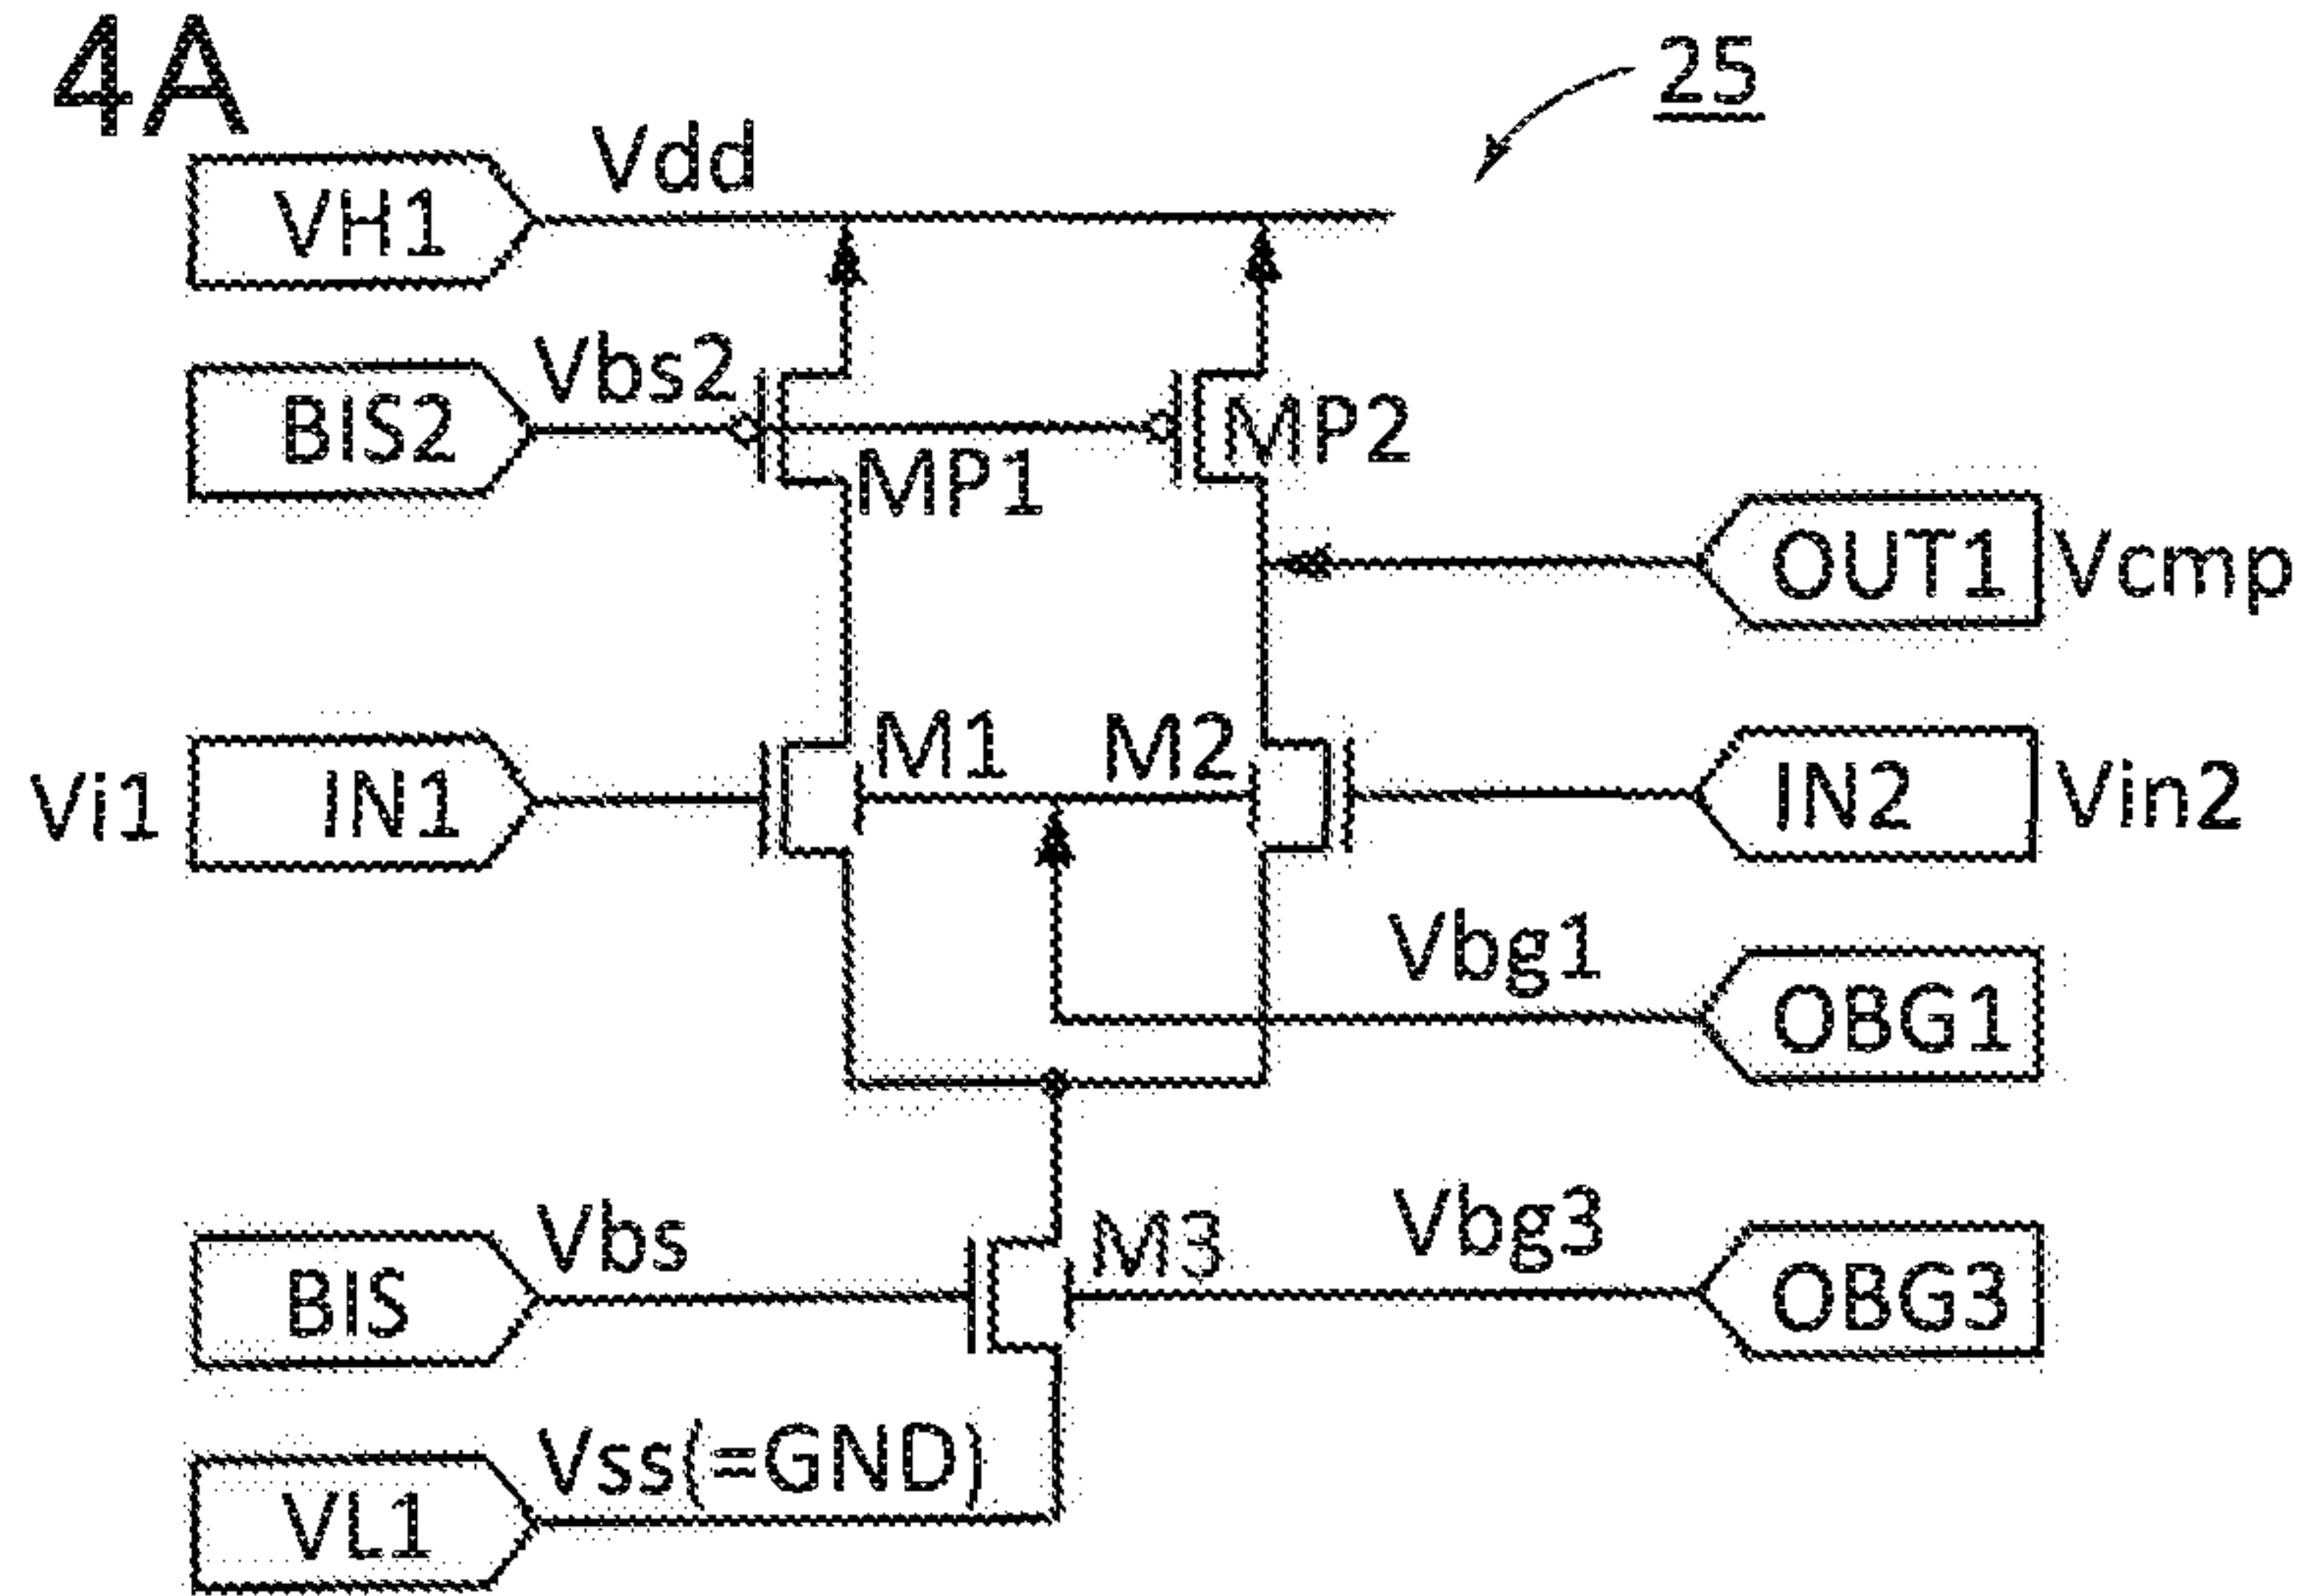 4A
25
Vdd
VH1
Vbs2
BIS2
MP2
MP1
OUT1 Vcmp
M1 M2
Vi1 IN1 IN2 Vin2
Vbg1
OBG1
Vbs M3 Vbg3
BIS OBG3
Vss(=GND)
VL1